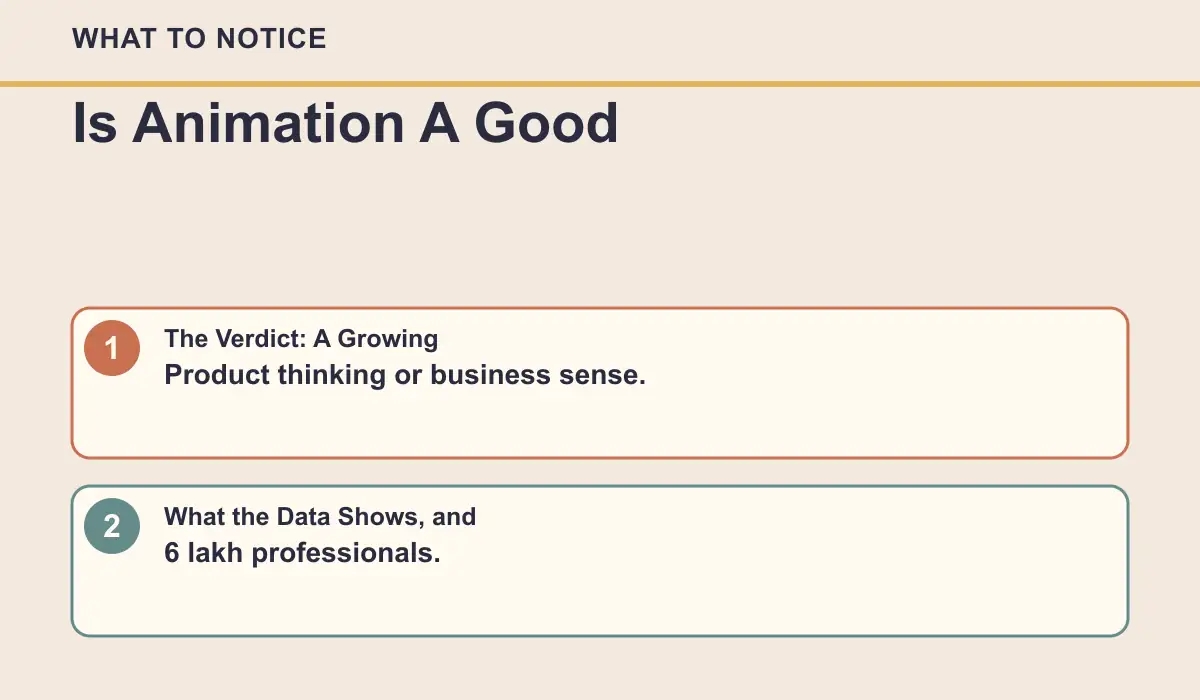 WHAT TO NOTICE
Is Animation A Good
1
The Verdict: A Growing
Product thinking or business sense.
2
What the Data Shows, and
6 lakh professionals.